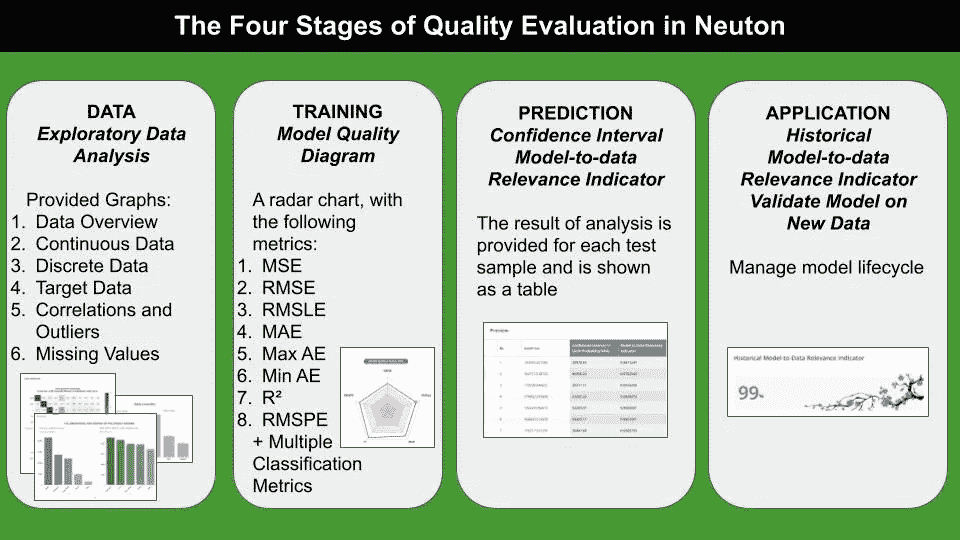 The Four Stages of Quality Evaluation in Neuton
DATA
Exploratory Data
Analysis
Provided Graphs:
1. Data Overview
2. Continuous Data
3. Discrete Data
4. Target Data
5. Correlations and
Outliers
6. Missing Values
TRAINING
Model Quality
Diagram
A radar chart, with
the following
metrics:
1. MSE
2. RMSE
3. RMSLE
4. MAE
5. Max AE
6. Min AE
7. R²
8. RMSPE
+ Multiple
Classification
Metrics
PREDICTION
Confidence Interval
Model-to-data
Relevance Indicator
The result of analysis is
provided for each test
sample and is shown
as a table
APPLICATION
Historical
Model-to-data
Relevance Indicator
Validate Model on
New Data
Manage model lifecycle
Historical Model-to-Data Relevance Indicator
99%